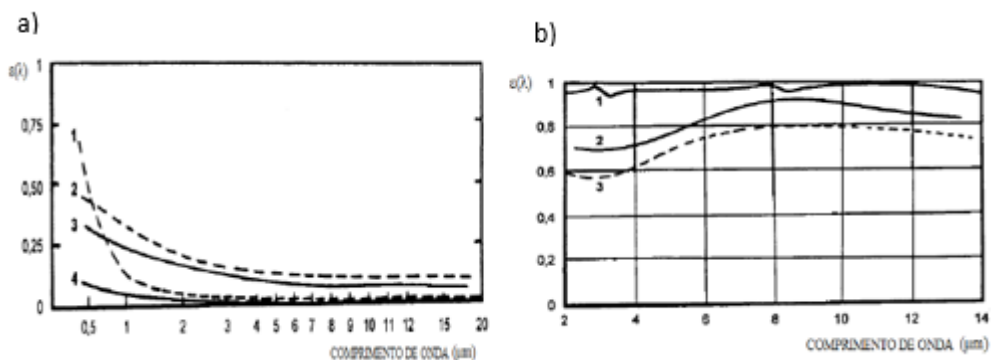 a)
ε(λ)
1
0,75
0,50
0,25
0
1
2
3
4
0,5 1 2 3 4 5 6 7 8 9 10 11 12 15 20
COMPRIMENTO DE ONDA (μm)
b)
ε(λ)
1
0,8
0,6
0,4
0,2
0
1
2
3
2 4 6 8 10 12 14
COMPRIMENTO DE ONDA (μm)